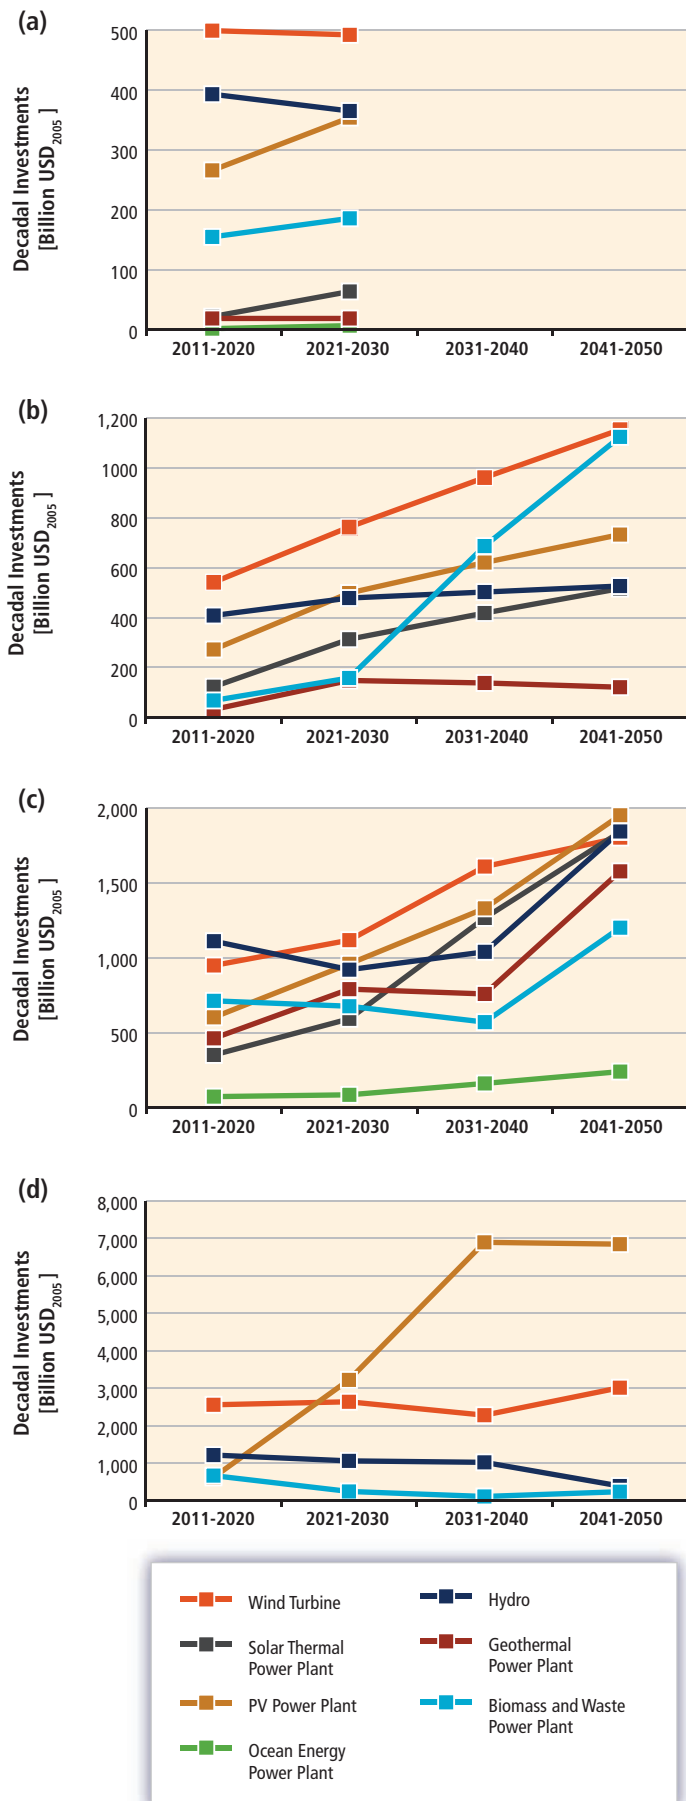 (a)
Decadal Investments
[Billion USD2005 ]
500
400
300
200
100
0
2011-2020 2021-2030 2031-2040 2041-2050
(b)
Decadal Investments
[Billion USD2005 ]
1,200
1000
800
600
400
200
0
2011-2020 2021-2030 2031-2040 2041-2050
(c)
Decadal Investments
[Billion USD2005 ]
2,000
1,500
1,000
500
0
2011-2020 2021-2030 2031-2040 2041-2050
(d)
Decadal Investments
[Billion USD2005 ]
8,000
7,000
6,000
5,000
4,000
3,000
2,000
1,000
0
2011-2020 2021-2030 2031-2040 2041-2050
Wind Turbine
Solar Thermal
Power Plant
PV Power Plant
Ocean Energy
Power Plant
Hydro
Geothermal
Power Plant
Biomass and Waste
Power Plant